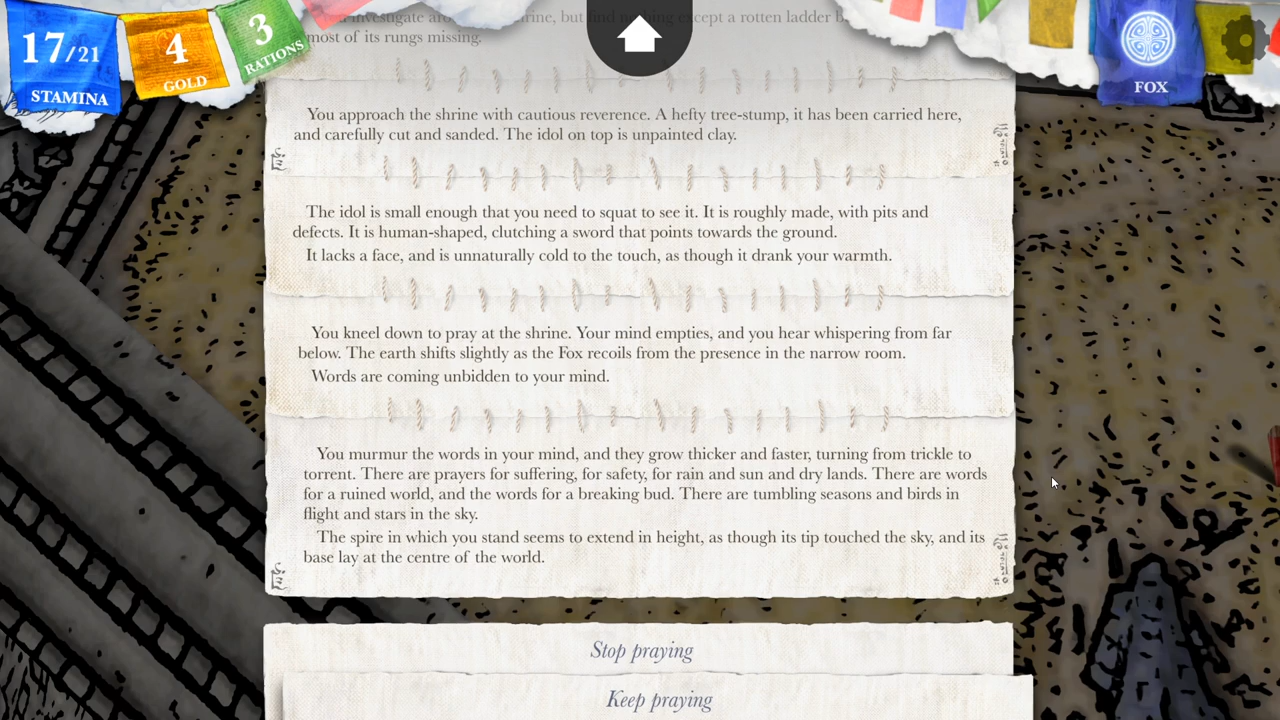 You investigate around the shrine, but find nothing except a rotten ladder
most of its rungs missing.
17/21
STAMINA
4
GOLD
3
RATIONS
FOX
You approach the shrine with cautious reverence. A hefty tree-stump, it has been carried here,
and carefully cut and sanded. The idol on top is unpainted clay.
The idol is small enough that you need to squat to see it. It is roughly made, with pits and
defects. It is human-shaped, clutching a sword that points towards the ground.
It lacks a face, and is unnaturally cold to the touch, as though it drank your warmth.
You kneel down to pray at the shrine. Your mind empties, and you hear whispering from far
below. The earth shifts slightly as the Fox recoils from the presence in the narrow room.
Words are coming unbidden to your mind.
You murmur the words in your mind, and they grow thicker and faster, turning from trickle to
torrent. There are prayers for suffering, for safety, for rain and sun and dry lands. There are words
for a ruined world, and the words for a breaking bud. There are tumbling seasons and birds in
flight and stars in the sky.
The spire in which you stand seems to extend in height, as though its tip touched the sky, and its
base lay at the centre of the world.
Stop praying
Keep praying